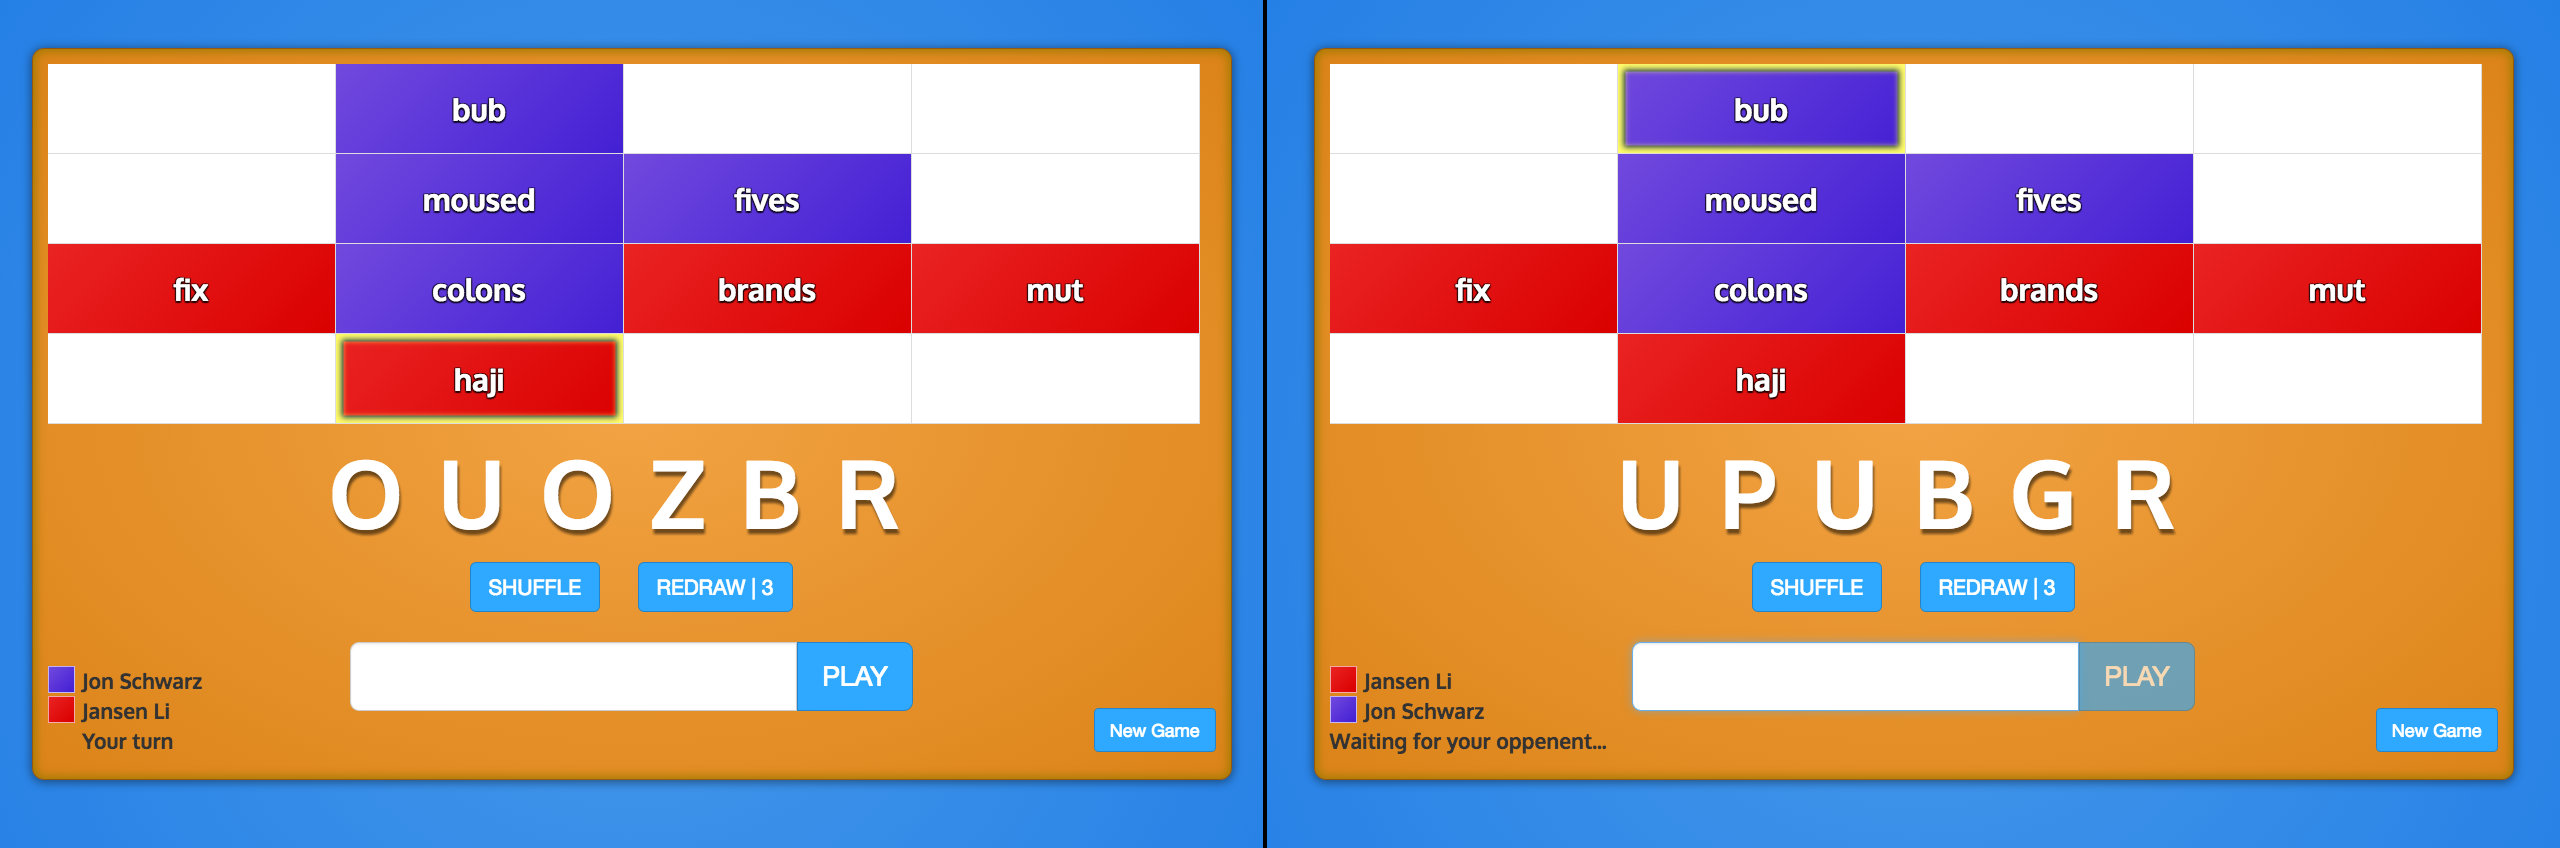 bub
moused fives
fix colons brands mut
haji
O U O Z B R
SHUFFLE REDRAW | 3
PLAY
Jon Schwarz
Jansen Li
Your turn
New Game
bub
moused fives
fix colons brands mut
haji
U P U B G R
SHUFFLE REDRAW | 3
PLAY
Jansen Li
Jon Schwarz
Waiting for your oppenent...
New Game